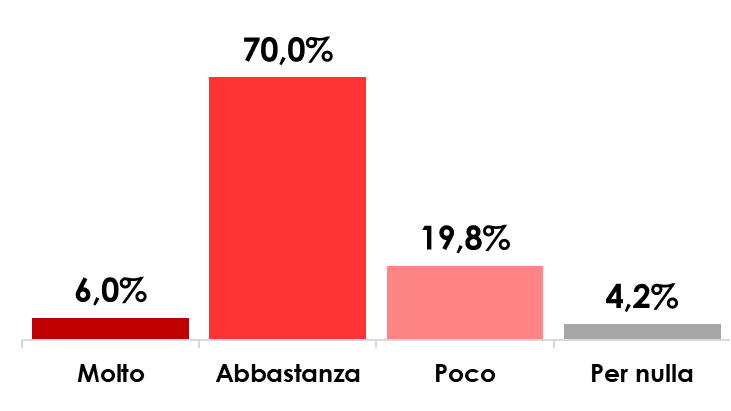 70,0%
19,8%
6,0%
4,2%
Molto Abbastanza Poco Per nulla